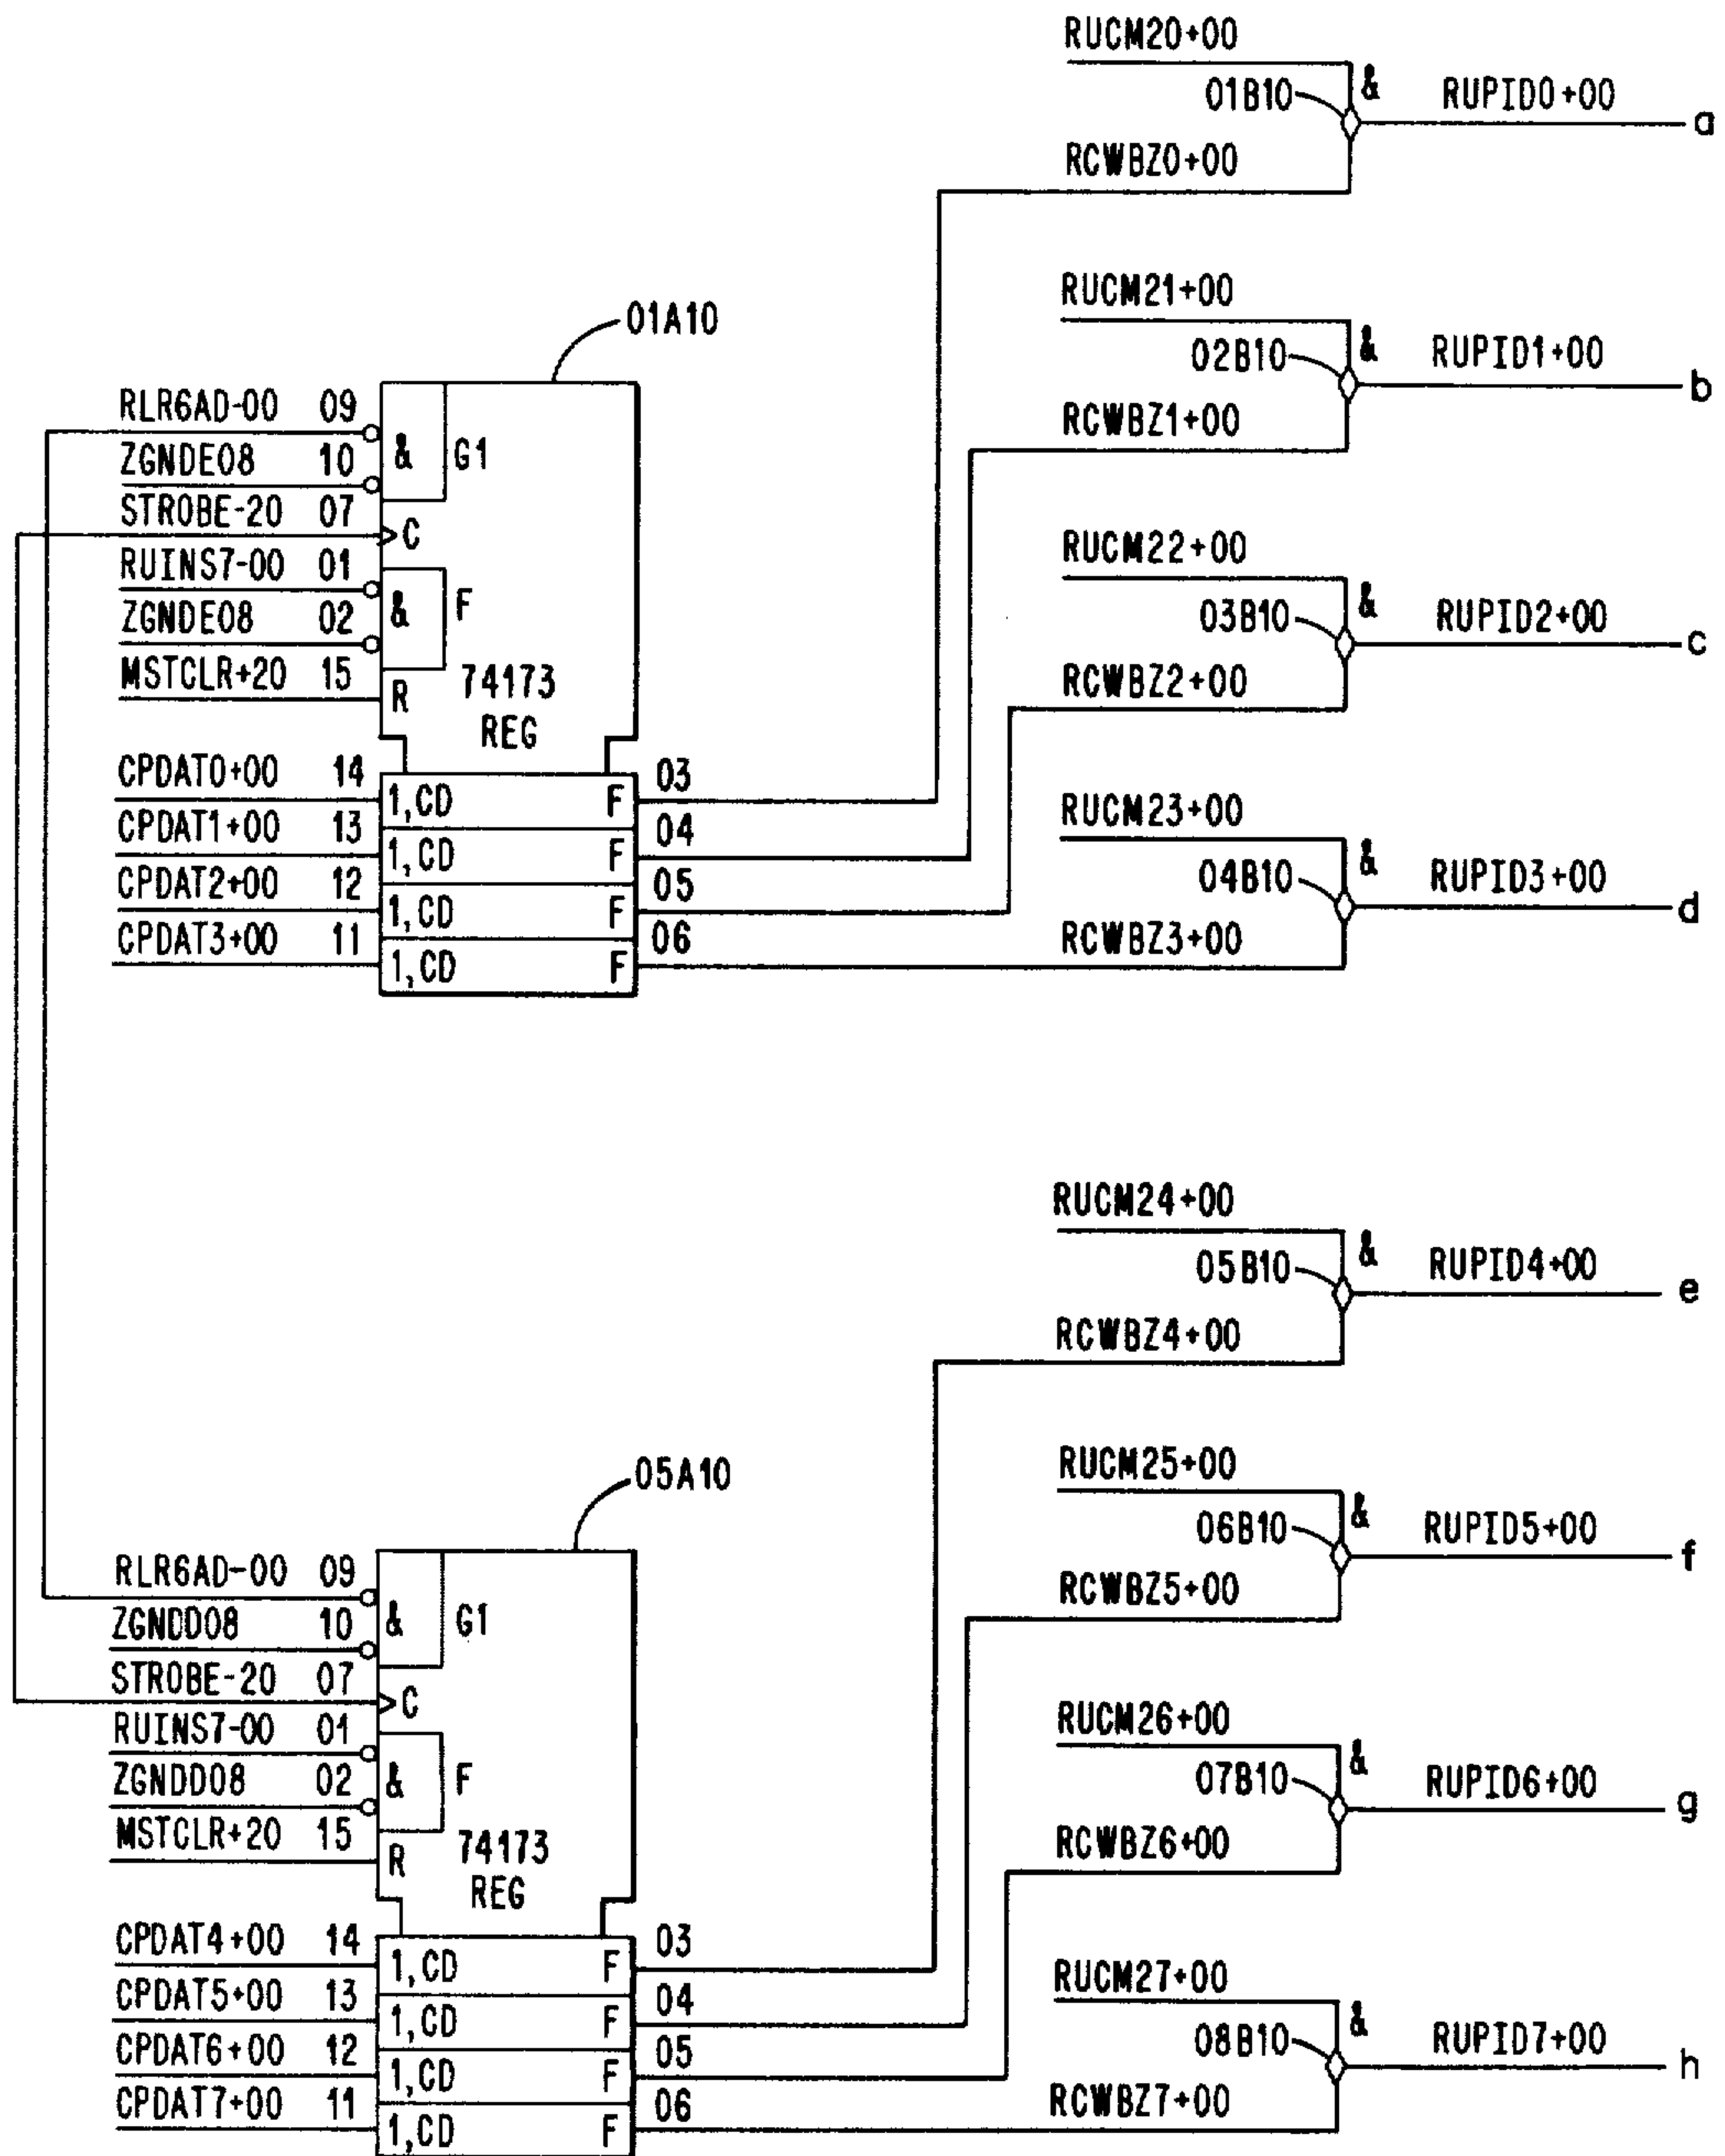 RUCM20+00
01B10 & RUPID0+00 a
RCWBZ0+00
RUCM21+00
02B10 & RUPID1+00 b
RCWBZ1+00
RUCM22+00
03B10 & RUPID2+00 c
RCWBZ2+00
RUCM23+00
04B10 & RUPID3+00 d
RCWBZ3+00
01A10
RLR6AD-00 09
ZGNDE08 10 & G1
STROBE-20 07 C
RUINS7-00 01
ZGNDE08 02 & F
MSTCLR+20 15 R
74173
REG
CPDAT0+00 14 1,CD F 03
CPDAT1+00 13 1,CD F 04
CPDAT2+00 12 1,CD F 05
CPDAT3+00 11 1,CD F 06
RUCM24+00
05B10 & RUPID4+00 e
RCWBZ4+00
RUCM25+00
06B10 & RUPID5+00 f
RCWBZ5+00
RUCM26+00
07B10 & RUPID6+00 g
RCWBZ6+00
RUCM27+00
08B10 & RUPID7+00 h
RCWBZ7+00
05A10
RLR6AD-00 09
ZGNDD08 10 & G1
STROBE-20 07 C
RUINS7-00 01
ZGNDD08 02 & F
MSTCLR+20 15 R
74173
REG
CPDAT4+00 14 1,CD F 03
CPDAT5+00 13 1,CD F 04
CPDAT6+00 12 1,CD F 05
CPDAT7+00 11 1,CD F 06